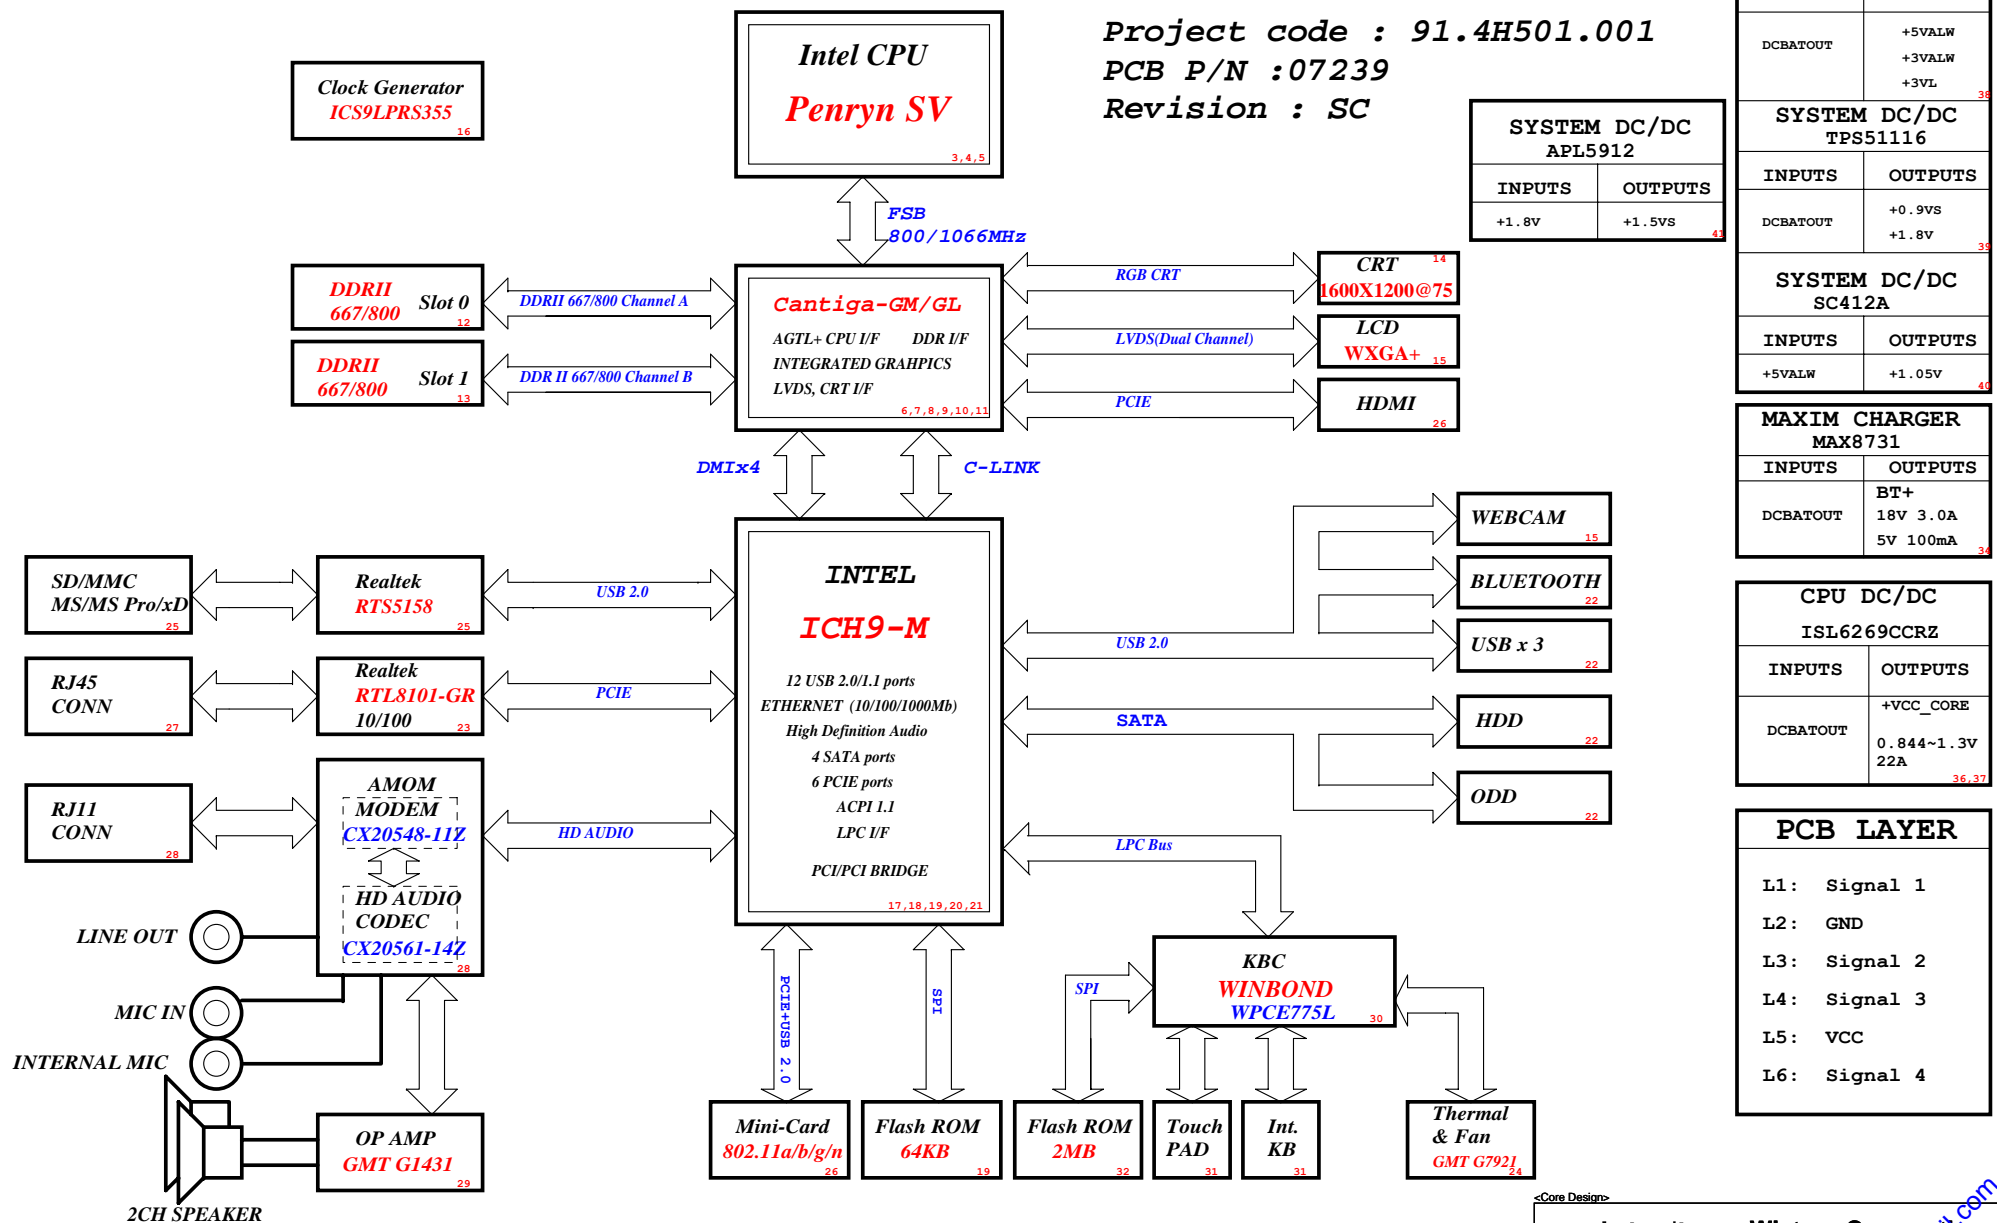 Project code : 91.4H501.001
PCB P/N :07239
Revision : SC
Clock Generator
ICS9LPRS355
16
Intel CPU
Penryn SV
3,4,5
FSB
800/1066MHz
DDRII
667/800
Slot 0
12
DDRII 667/800 Channel A
DDRII
667/800
Slot 1
13
DDR II 667/800 Channel B
Cantiga-GM/GL
AGTL+ CPU I/F DDR I/F
INTEGRATED GRAHPICS
LVDS, CRT I/F
6,7,8,9,10,11
RGB CRT
CRT
14
1600X1200@75
LVDS(Dual Channel)
LCD
WXGA+
15
PCIE
HDMI
26
DMIx4
C-LINK
SD/MMC
MS/MS Pro/xD
25
Realtek
RTS5158
25
USB 2.0
RJ45
CONN
27
Realtek
RTL8101-GR
10/100
23
PCIE
RJ11
CONN
28
AMOM
MODEM
CX20548-11Z
HD AUDIO
CODEC
CX20561-14Z
28
HD AUDIO
LINE OUT
MIC IN
INTERNAL MIC
2CH SPEAKER
OP AMP
GMT G1431
29
INTEL
ICH9-M
12 USB 2.0/1.1 ports
ETHERNET (10/100/1000Mb)
High Definition Audio
4 SATA ports
6 PCIE ports
ACPI 1.1
LPC I/F
PCI/PCI BRIDGE
17,18,19,20,21
USB 2.0
WEBCAM
15
BLUETOOTH
22
USB x 3
22
SATA
HDD
22
ODD
22
LPC Bus
KBC
WINBOND
WPCE775L
30
SPI
PCIE+USB 2.0
SPI
Mini-Card
802.11a/b/g/n
26
Flash ROM
64KB
19
Flash ROM
2MB
32
Touch
PAD
31
Int.
KB
31
Thermal
& Fan
GMT G7921
24
SYSTEM DC/DC
APL5912
INPUTS OUTPUTS
+1.8V +1.5VS
41
DCBATOUT
+5VALW
+3VALW
+3VL
38
SYSTEM DC/DC
TPS51116
INPUTS OUTPUTS
DCBATOUT
+0.9VS
+1.8V
39
SYSTEM DC/DC
SC412A
INPUTS OUTPUTS
+5VALW +1.05V
40
MAXIM CHARGER
MAX8731
INPUTS OUTPUTS
DCBATOUT
BT+
18V 3.0A
5V 100mA
34
CPU DC/DC
ISL6269CCRZ
INPUTS OUTPUTS
DCBATOUT
+VCC_CORE
0.844~1.3V
22A
36,37
PCB LAYER
L1: Signal 1
L2: GND
L3: Signal 2
L4: Signal 3
L5: VCC
L6: Signal 4
<Core Design>